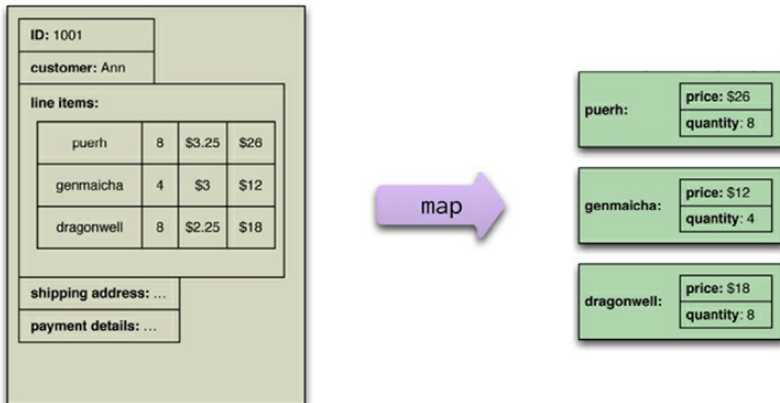 ID: 1001
customer: Ann
line items:
puerh 8 $3.25 $26
genmaicha 4 $3 $12
dragonwell 8 $2.25 $18
shipping address: ...
payment details: ...
map
puerh:
price: $26
quantity: 8
genmaicha:
price: $12
quantity: 4
dragonwell:
price: $18
quantity: 8